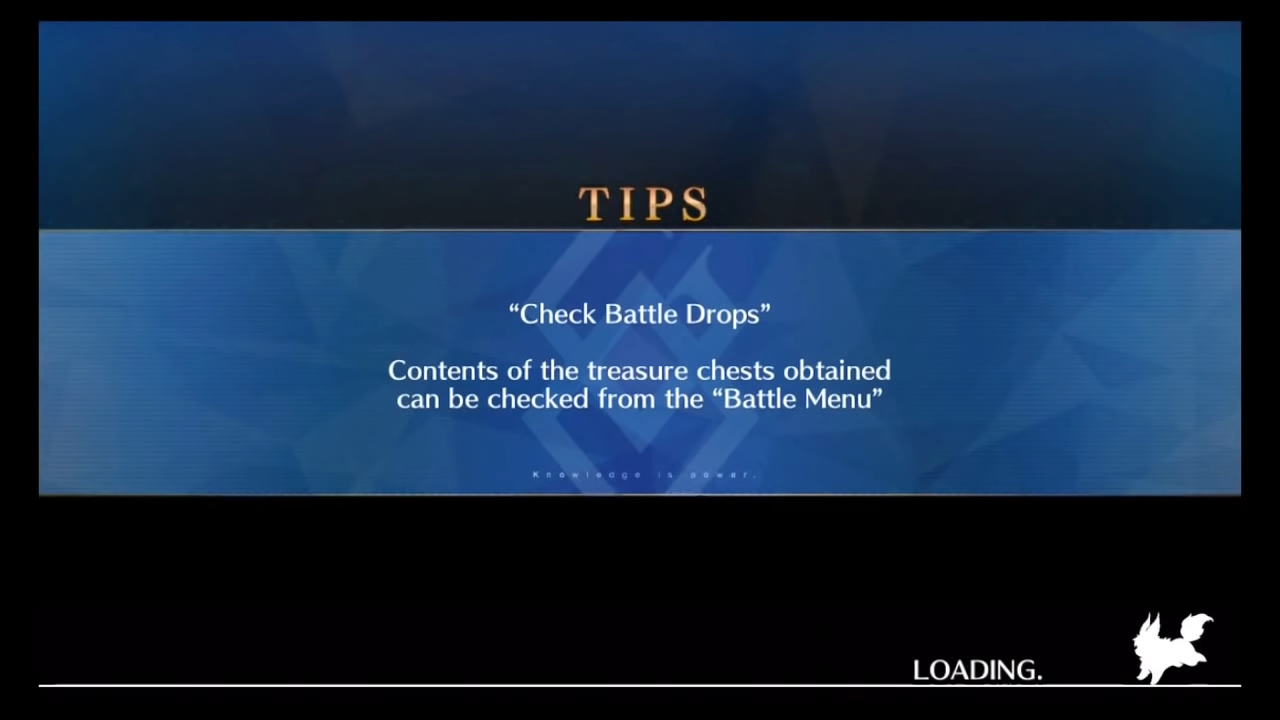 TIPS
“Check Battle Drops”
Contents of the treasure chests obtained
can be checked from the “Battle Menu”
Knowledge is power.
LOADING.